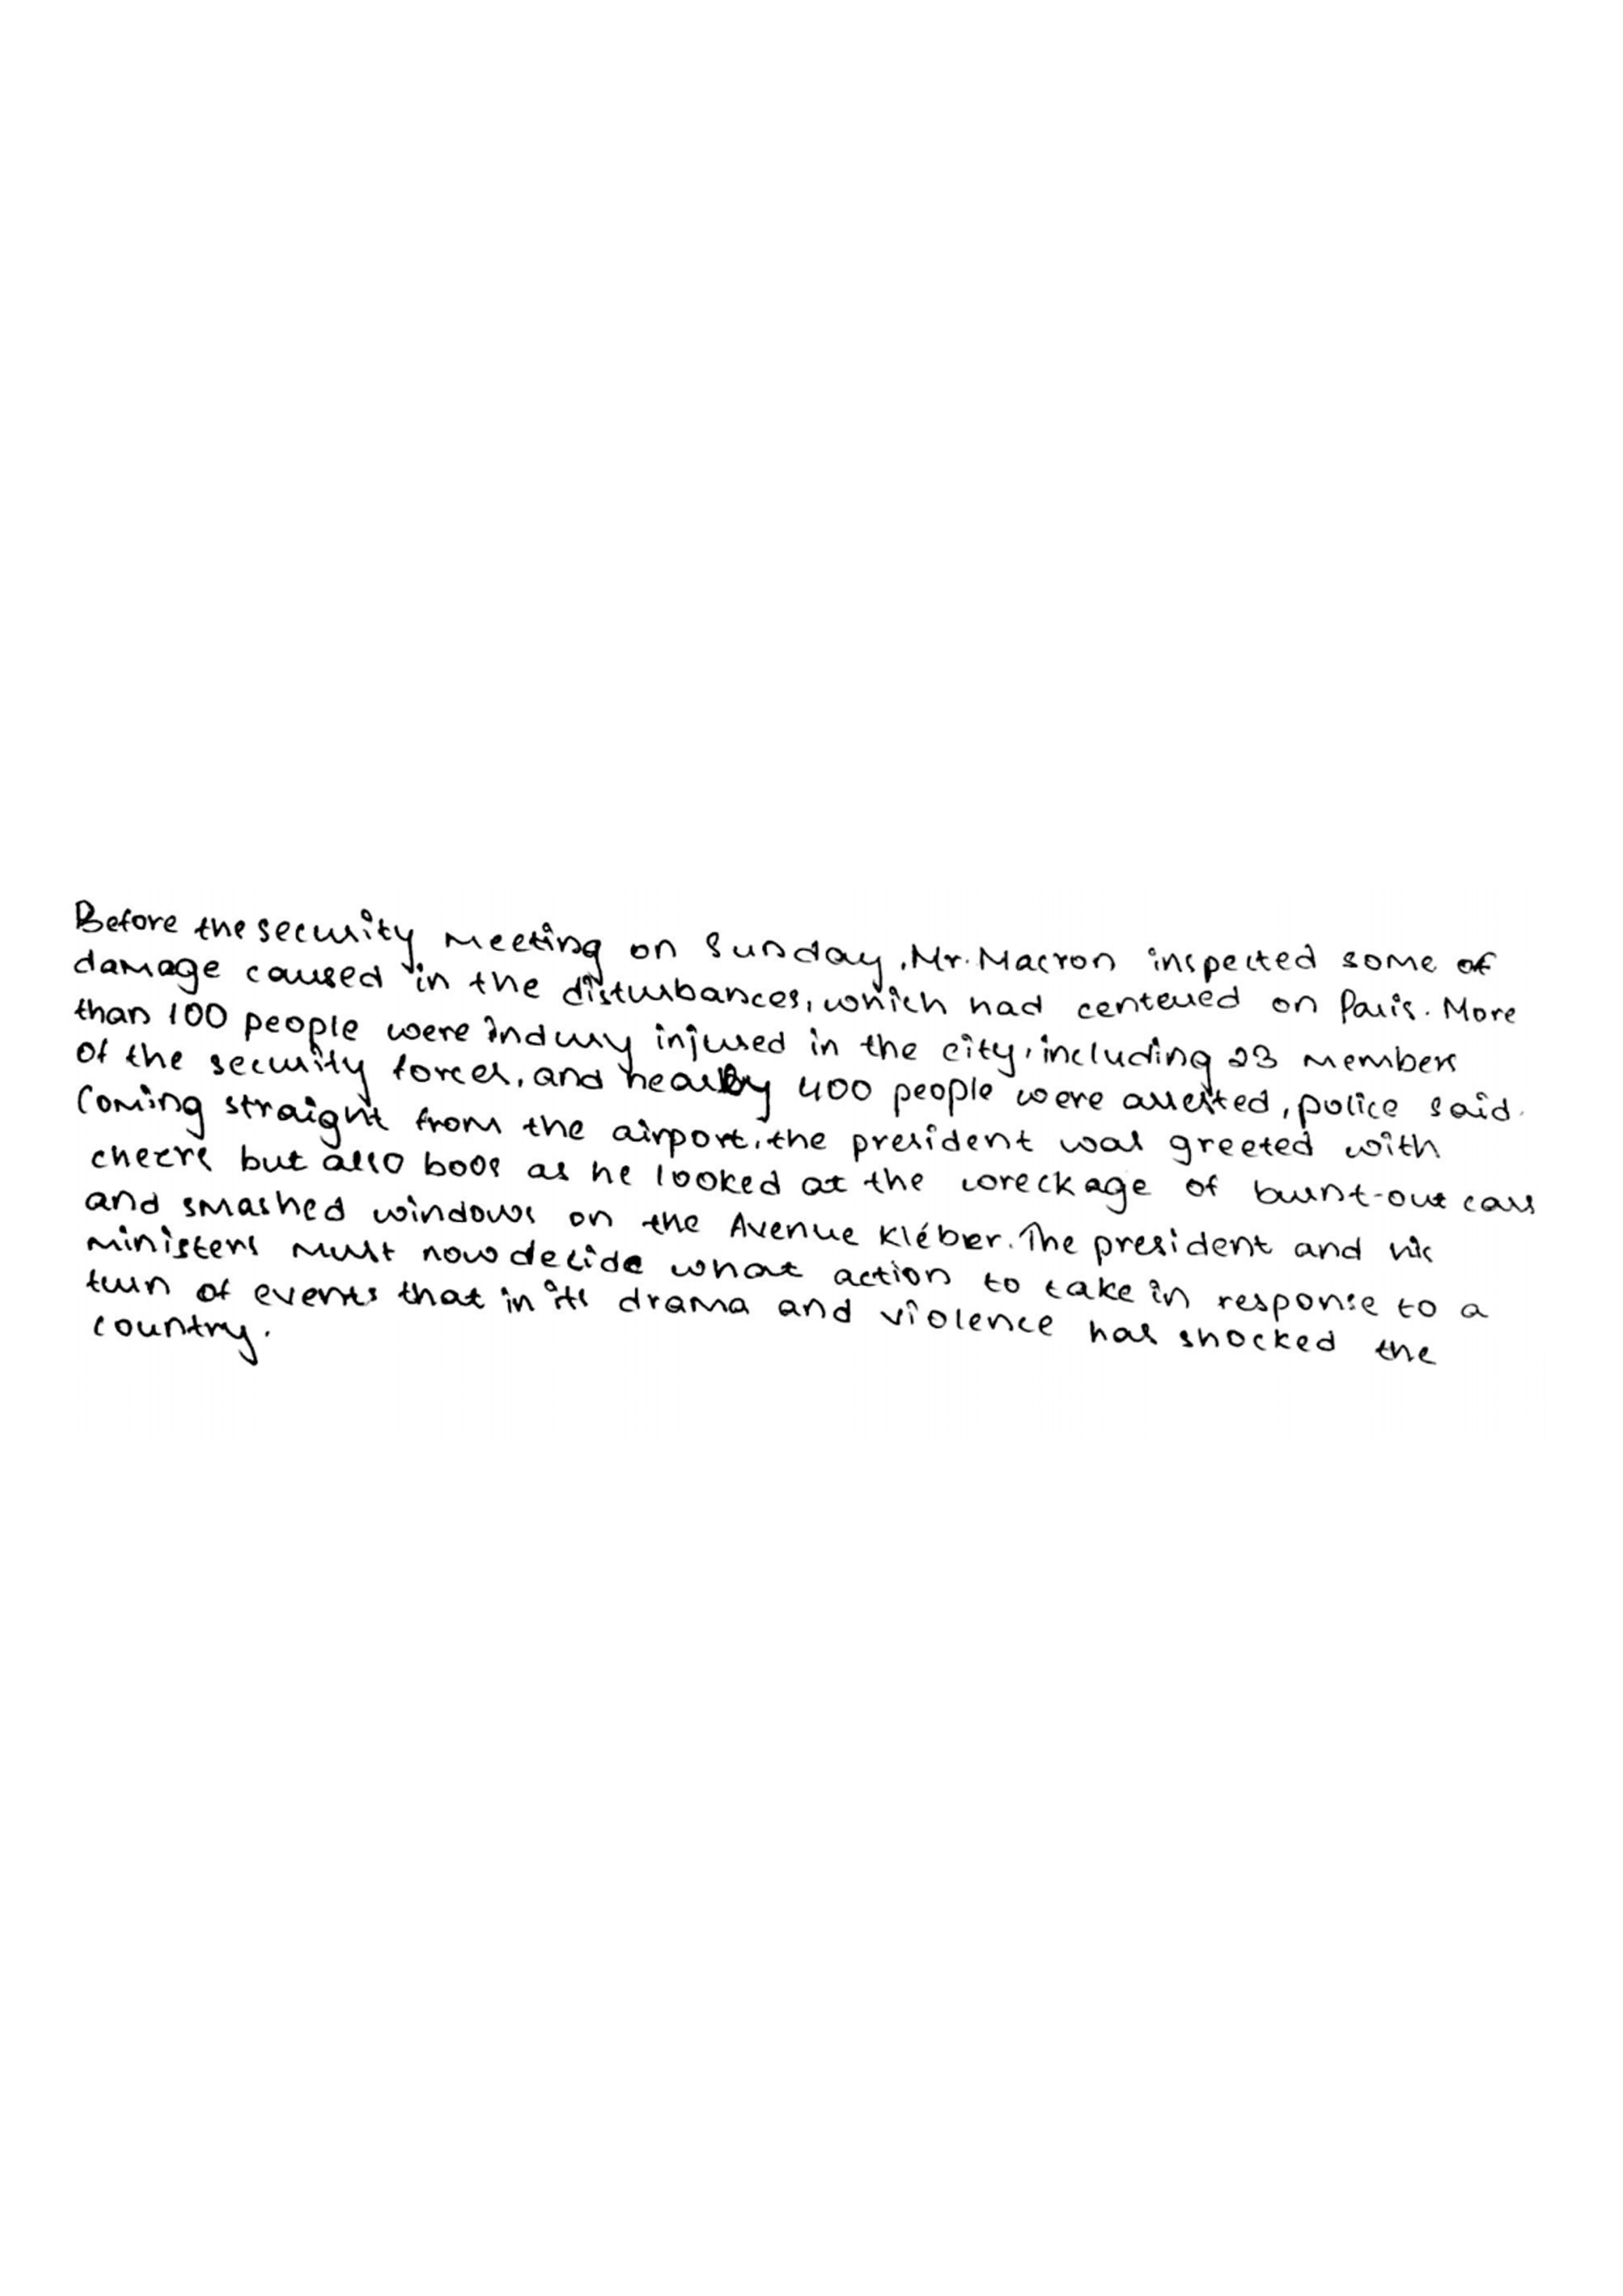 Before the security meeting on Sunday, Mr. Macron inspected some of
damage caused in the disturbances, which had centered on Paris. More
than 100 people were indury injured in the city, including 23 members
of the security forces, and nearby 400 people were arrested, police said.
Coming straight from the airport, the president was greeted with
cheers but also boos as he looked at the wreckage of burnt-out cars
and smashed windows on the Avenue Kléber. The president and his
ministers must now decide what action to take in response to a
turn of events that in its drama and violence has shocked the
country.